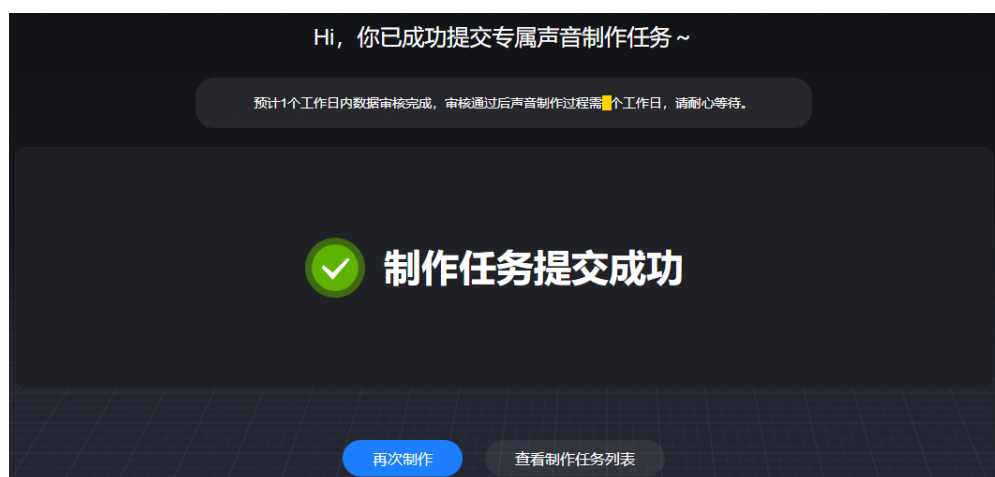 Hi，你已成功提交专属声音制作任务～
预计1个工作日内数据审核完成，审核通过后声音制作过程需个工作日，请耐心等待。
制作任务提交成功
再次制作
查看制作任务列表